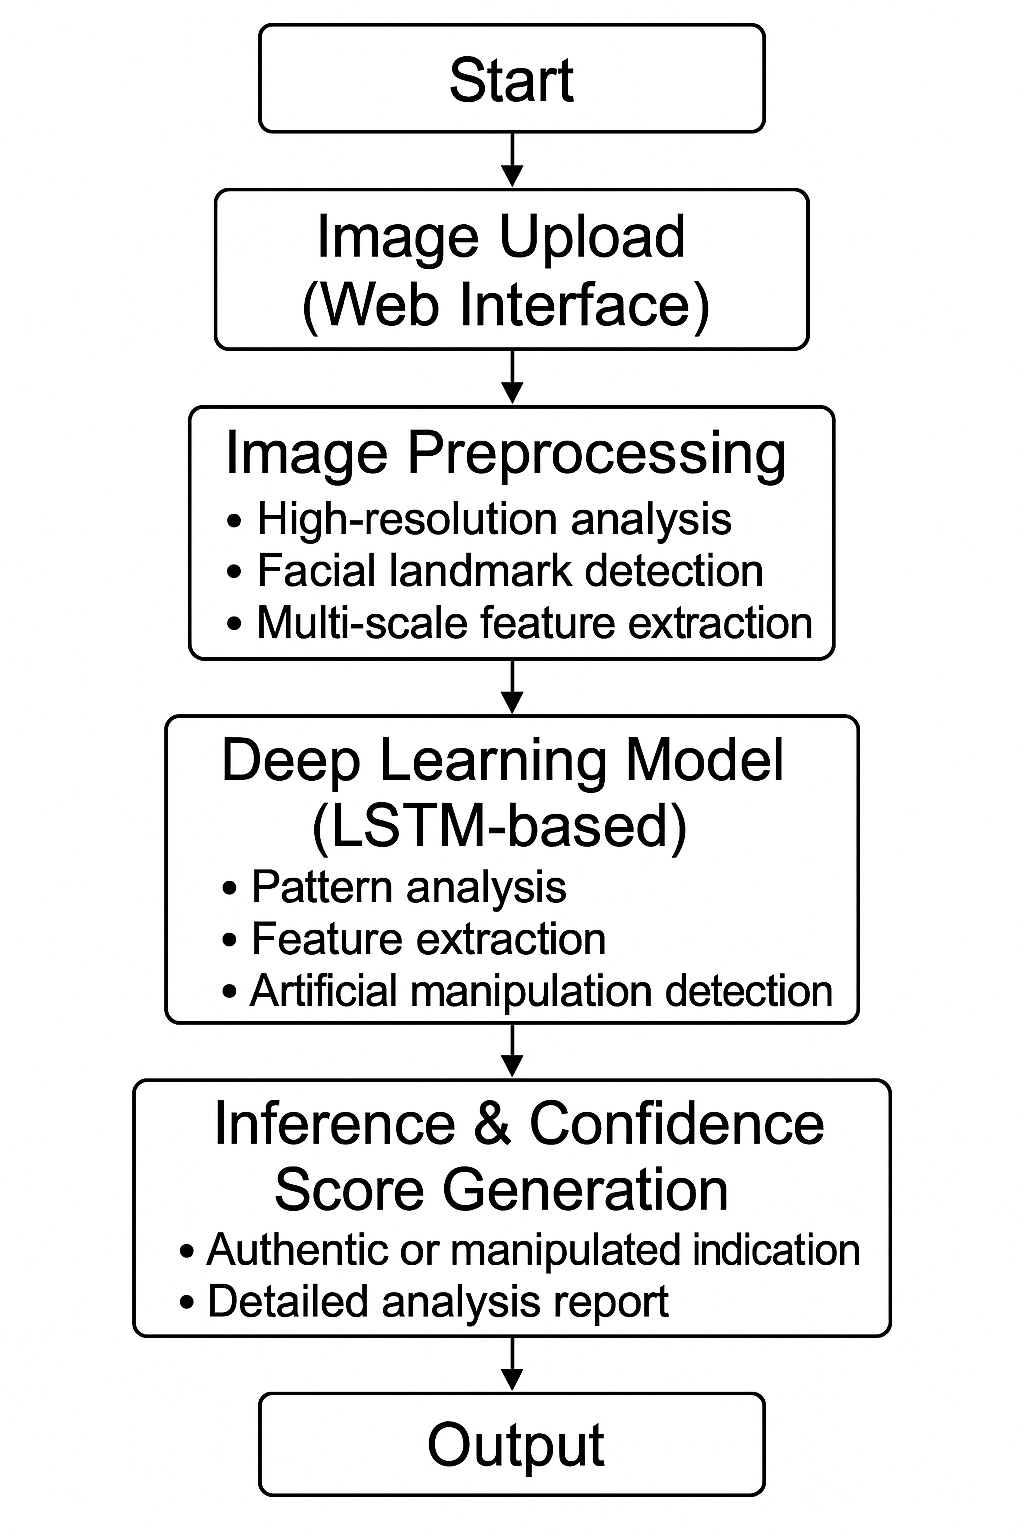 Start
Image Upload
(Web Interface)
Image Preprocessing
• High-resolution analysis
• Facial landmark detection
• Multi-scale feature extraction
Deep Learning Model
(LSTM-based)
• Pattern analysis
• Feature extraction
• Artificial manipulation detection
Inference & Confidence
Score Generation
• Authentic or manipulated indication
• Detailed analysis report
Output